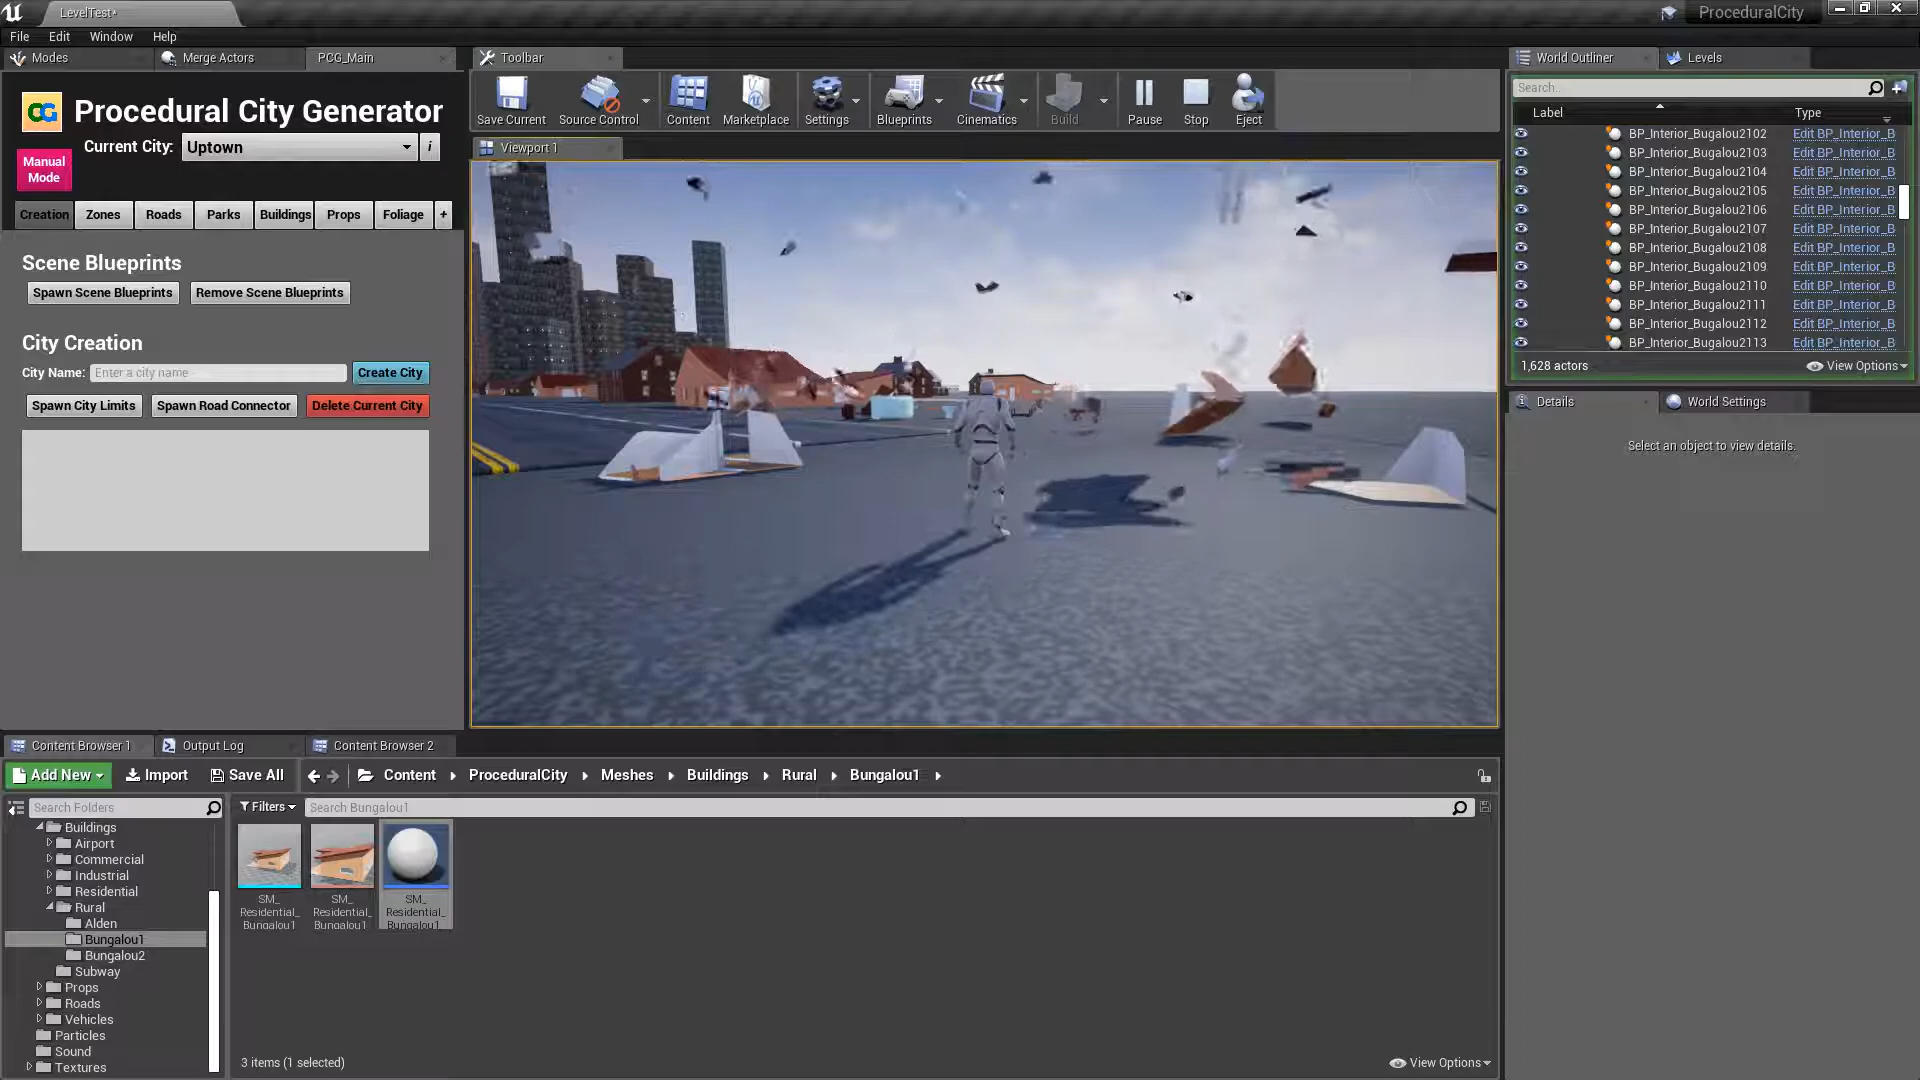 LevelTest*
ProceduralCity
File Edit Window Help
Modes
Merge Actors
PCG_Main
Toolbar
World Outliner
Levels
CG
Procedural City Generator
Current City: Uptown i
Manual
Mode
Creation Zones Roads Parks Buildings Props Foliage +
Scene Blueprints
Spawn Scene Blueprints Remove Scene Blueprints
City Creation
City Name: Enter a city name Create City
Spawn City Limits Spawn Road Connector Delete Current City
Save Current Source Control Content Marketplace Settings Blueprints Cinematics Build Pause Stop Eject
Viewport 1
Search...
Label Type
BP_Interior_Bugalou2102 Edit BP_Interior_B
BP_Interior_Bugalou2103 Edit BP_Interior_B
BP_Interior_Bugalou2104 Edit BP_Interior_B
BP_Interior_Bugalou2105 Edit BP_Interior_B
BP_Interior_Bugalou2106 Edit BP_Interior_B
BP_Interior_Bugalou2107 Edit BP_Interior_B
BP_Interior_Bugalou2108 Edit BP_Interior_B
BP_Interior_Bugalou2109 Edit BP_Interior_B
BP_Interior_Bugalou2110 Edit BP_Interior_B
BP_Interior_Bugalou2111 Edit BP_Interior_B
BP_Interior_Bugalou2112 Edit BP_Interior_B
BP_Interior_Bugalou2113 Edit BP_Interior_B
1,628 actors View Options
Details
World Settings
Select an object to view details.
Content Browser 1
Output Log
Content Browser 2
Add New Import Save All Content ProceduralCity Meshes Buildings Rural Bungalou1
Search Folders
Filters Search Bungalou1
Buildings
Airport
Commercial
Industrial
Residential
Rural
Alden
Bungalou1
Bungalou2
Subway
Props
Roads
Vehicles
Particles
Sound
Textures
SM_
Residential_
Bungalou1
SM_
Residential_
Bungalou1
SM_
Residential_
Bungalou1
3 items (1 selected)
View Options